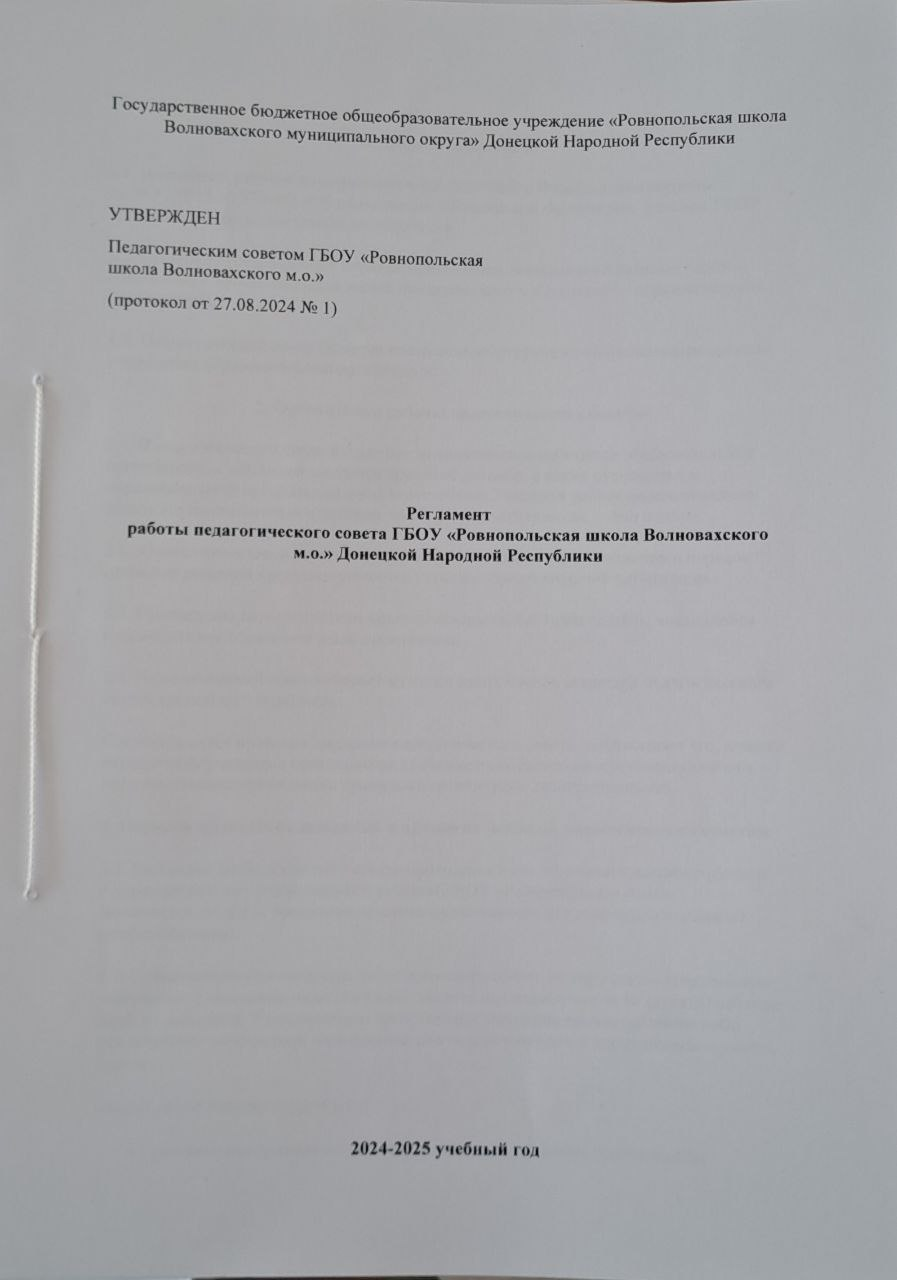 Государственное бюджетное общеобразовательное учреждение «Ровнопольская школа
Волновахского муниципального округа» Донецкой Народной Республики
УТВЕРЖДЕН
Педагогическим советом ГБОУ «Ровнопольская
школа Волновахского м.о.»
(протокол от 27.08.2024 № 1)
Регламент
работы педагогического совета ГБОУ «Ровнопольская школа Волновахского
м.о.» Донецкой Народной Республики
2024-2025 учебный год